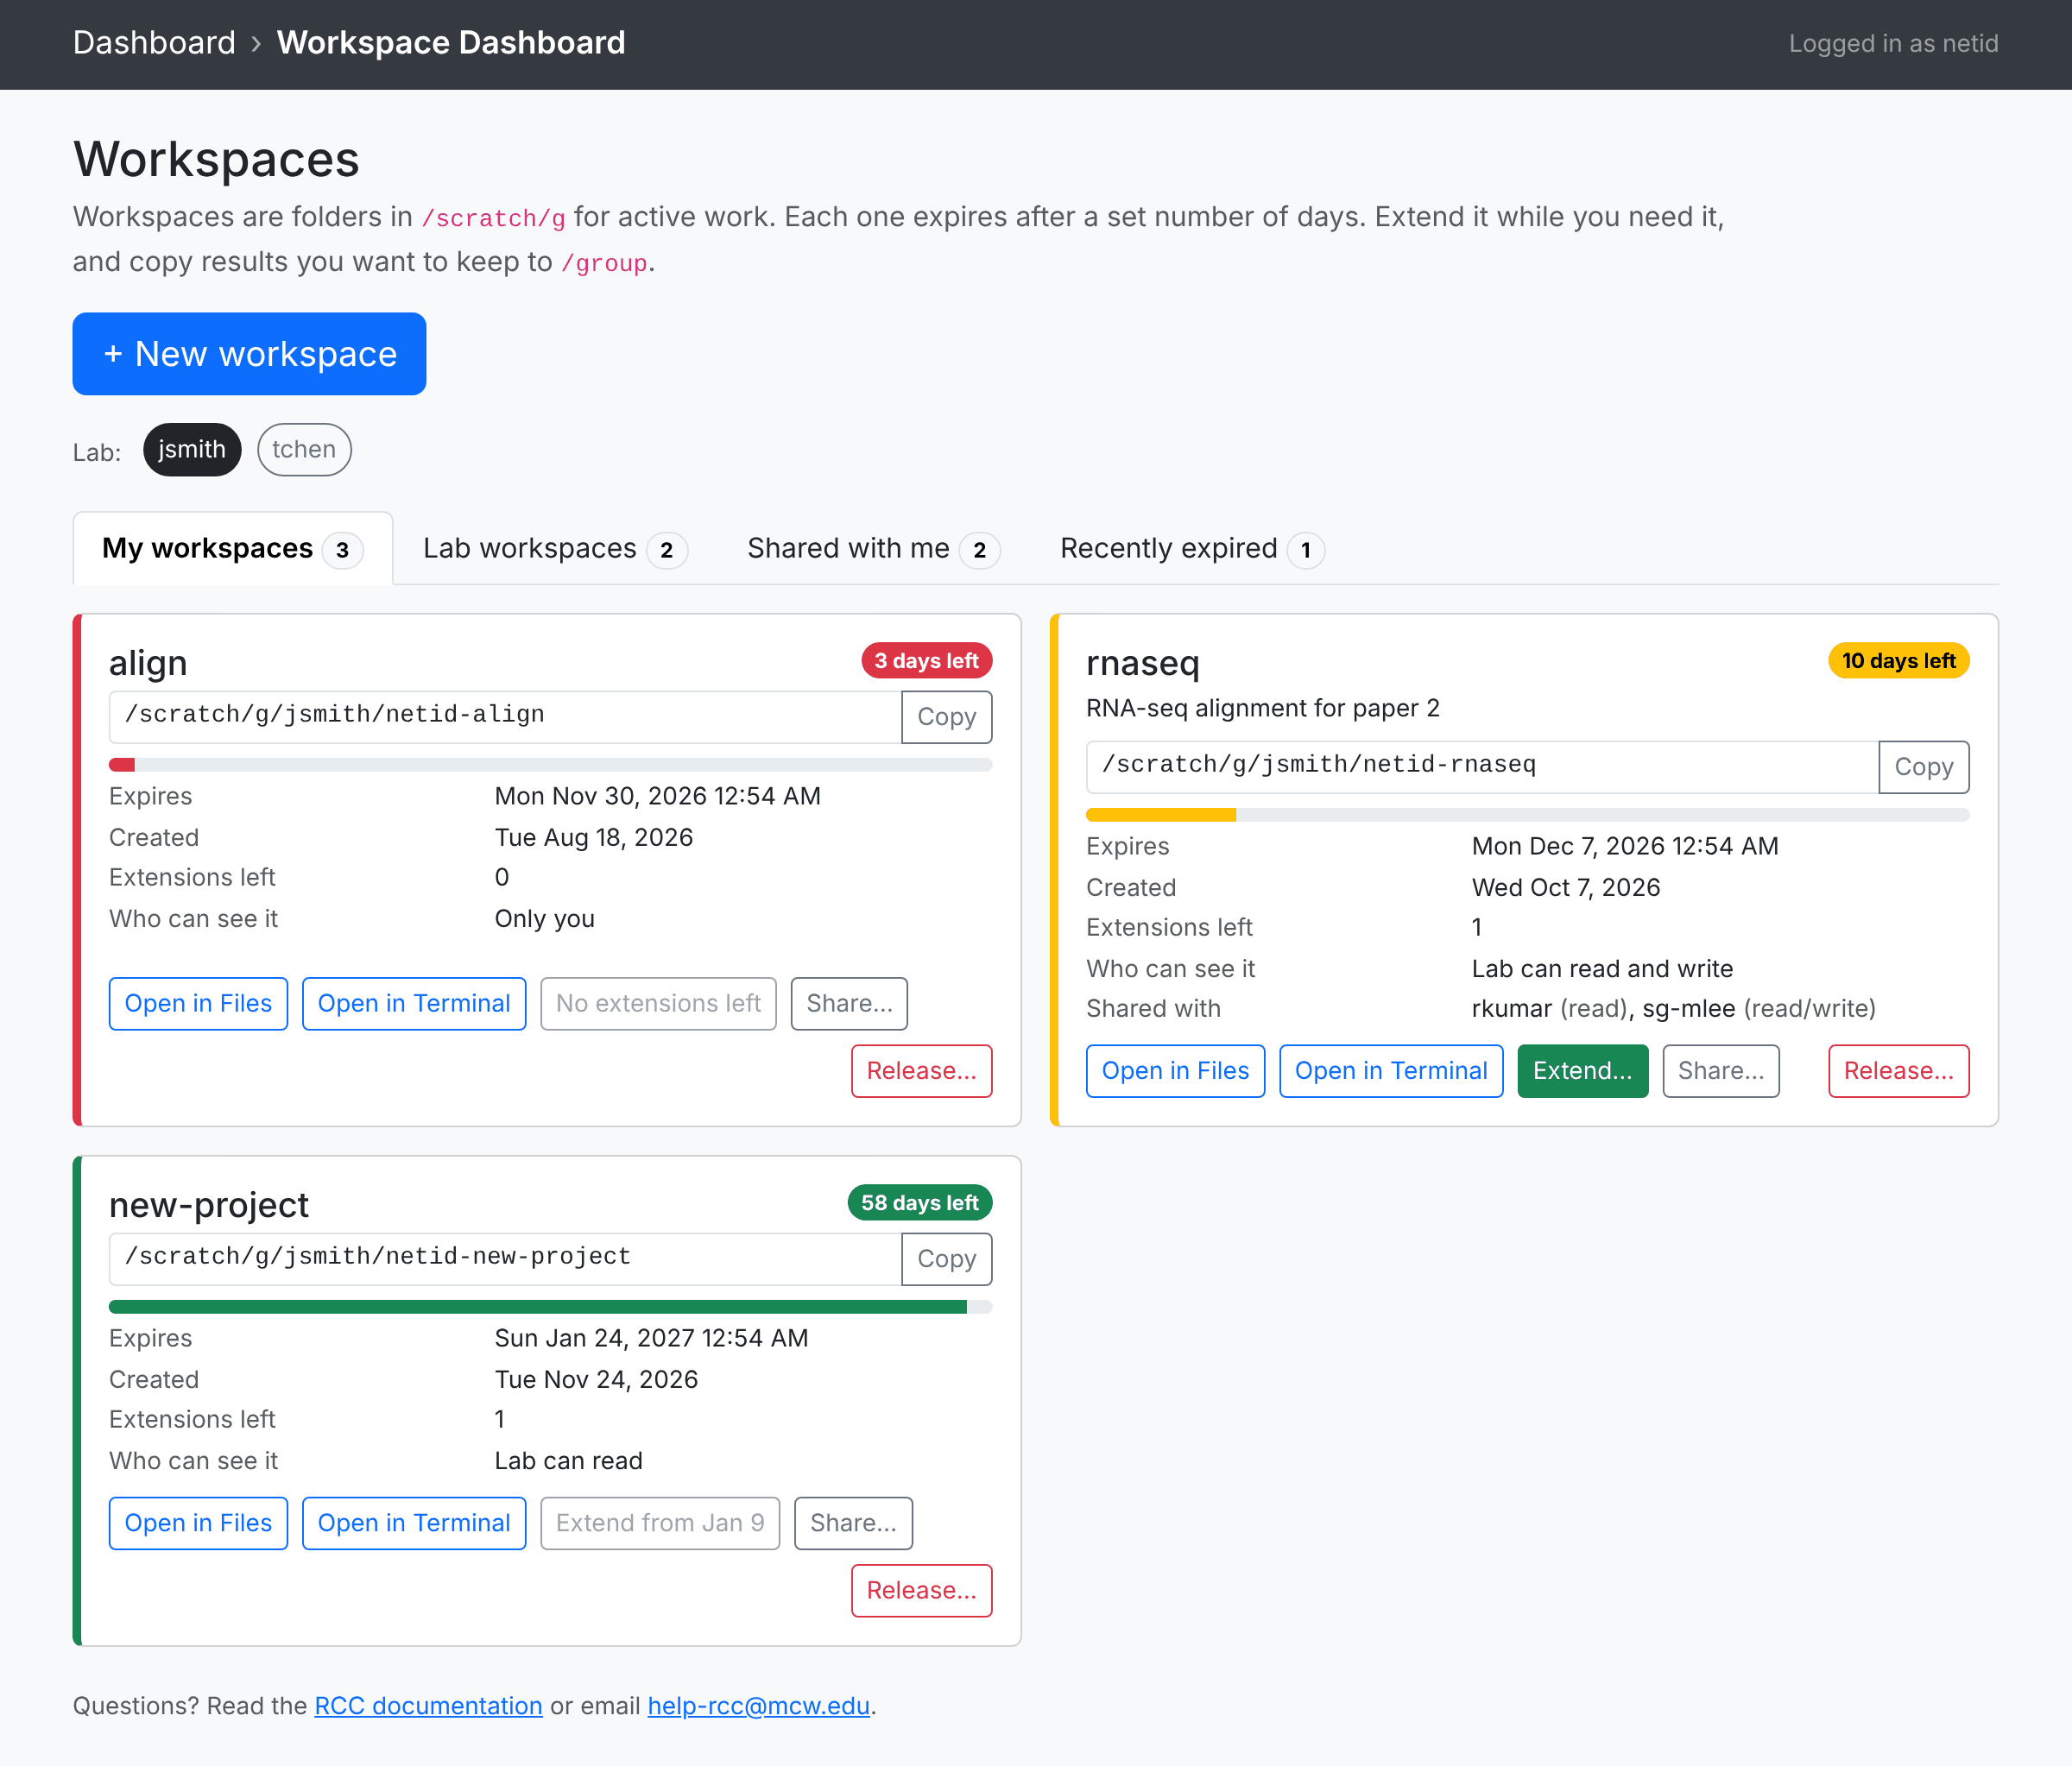 Dashboard › Workspace Dashboard
Logged in as netid
Workspaces
Workspaces are folders in /scratch/g for active work. Each one expires after a set number of days. Extend it while you need it,
and copy results you want to keep to /group.
+ New workspace
Lab: jsmith tchen
My workspaces 3 Lab workspaces 2 Shared with me 2 Recently expired 1
align 3 days left
/scratch/g/jsmith/netid-align Copy
Expires Mon Nov 30, 2026 12:54 AM
Created Tue Aug 18, 2026
Extensions left 0
Who can see it Only you
Open in Files Open in Terminal No extensions left Share...
Release...
rnaseq 10 days left
RNA-seq alignment for paper 2
/scratch/g/jsmith/netid-rnaseq Copy
Expires Mon Dec 7, 2026 12:54 AM
Created Wed Oct 7, 2026
Extensions left 1
Who can see it Lab can read and write
Shared with rkumar (read), sg-mlee (read/write)
Open in Files Open in Terminal Extend... Share... Release...
new-project 58 days left
/scratch/g/jsmith/netid-new-project Copy
Expires Sun Jan 24, 2027 12:54 AM
Created Tue Nov 24, 2026
Extensions left 1
Who can see it Lab can read
Open in Files Open in Terminal Extend from Jan 9 Share...
Release...
Questions? Read the RCC documentation or email help-rcc@mcw.edu.